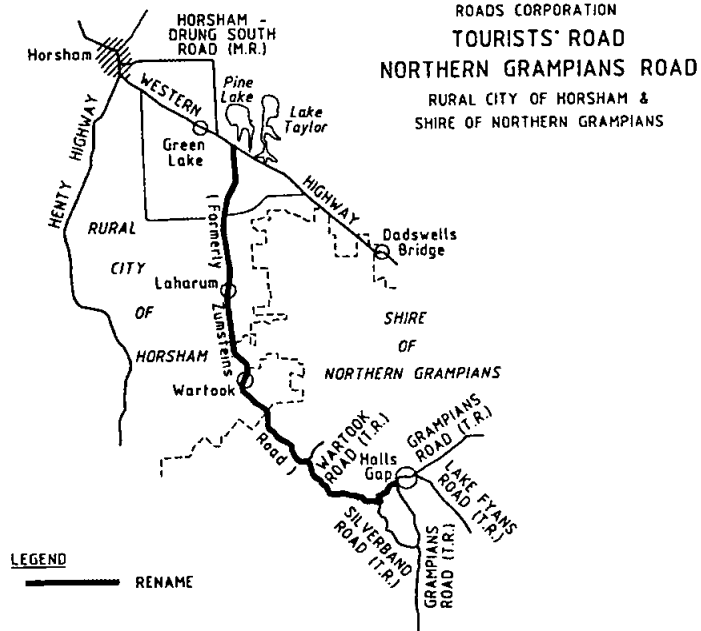 ROADS CORPORATION
TOURISTS' ROAD
NORTHERN GRAMPIANS ROAD
RURAL CITY OF HORSHAM &
SHIRE OF NORTHERN GRAMPIANS
HORSHAM -
DRUNG SOUTH
ROAD (M.R.)
Horsham
WESTERN
Pine
Lake
Lake
Taylor
Green
Lake
HIGHWAY
HENTY HIGHWAY
(Formerly
Dadswells
Bridge
RURAL
CITY
OF
HORSHAM
Laharum
Zumsteins
SHIRE
OF
NORTHERN GRAMPIANS
Wartook
Road)
WARTOOK
ROAD (T.R.)
Halls
Gap
GRAMPIANS
ROAD (T.R.)
LAKE FYANS
ROAD (T.R.)
SILVERBAND
ROAD (T.R.)
GRAMPIANS
ROAD (T.R.)
LEGEND
RENAME